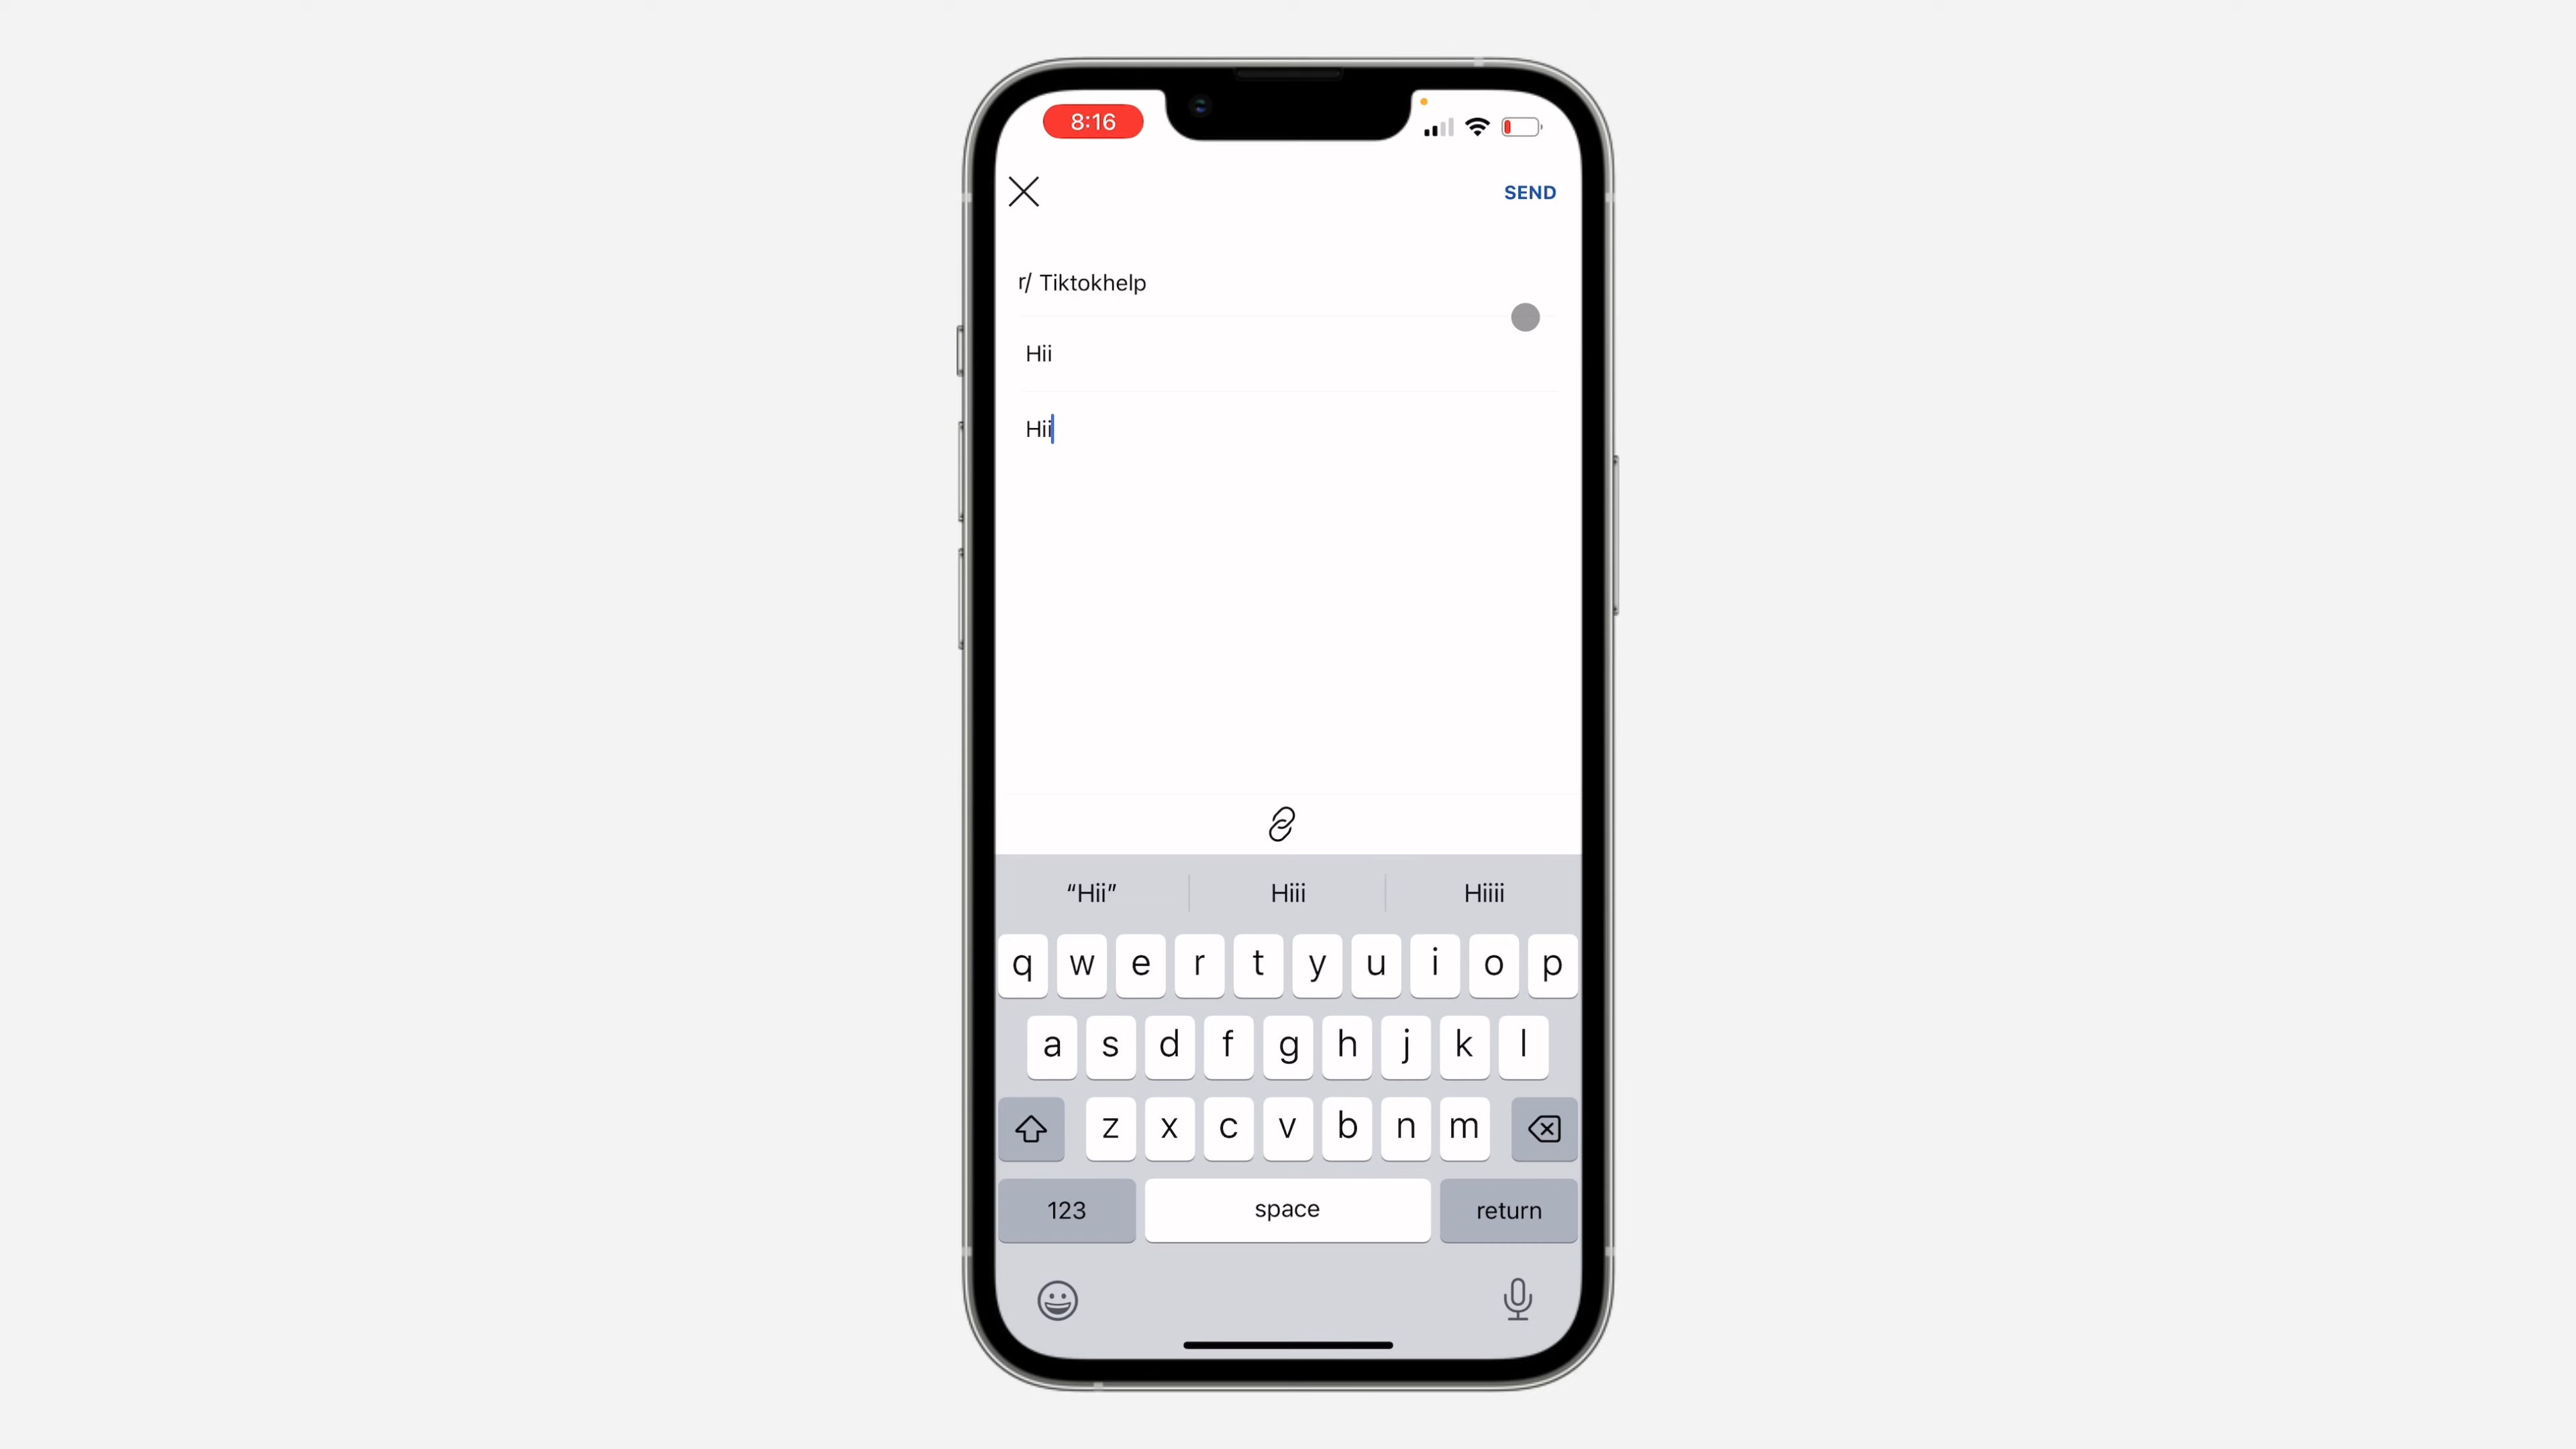 8:16
SEND
r/ Tiktokhelp
Hii
Hii
“Hii” Hiii Hiiii
q w e r t y u i o p
a s d f g h j k l
z x c v b n m
123 space return